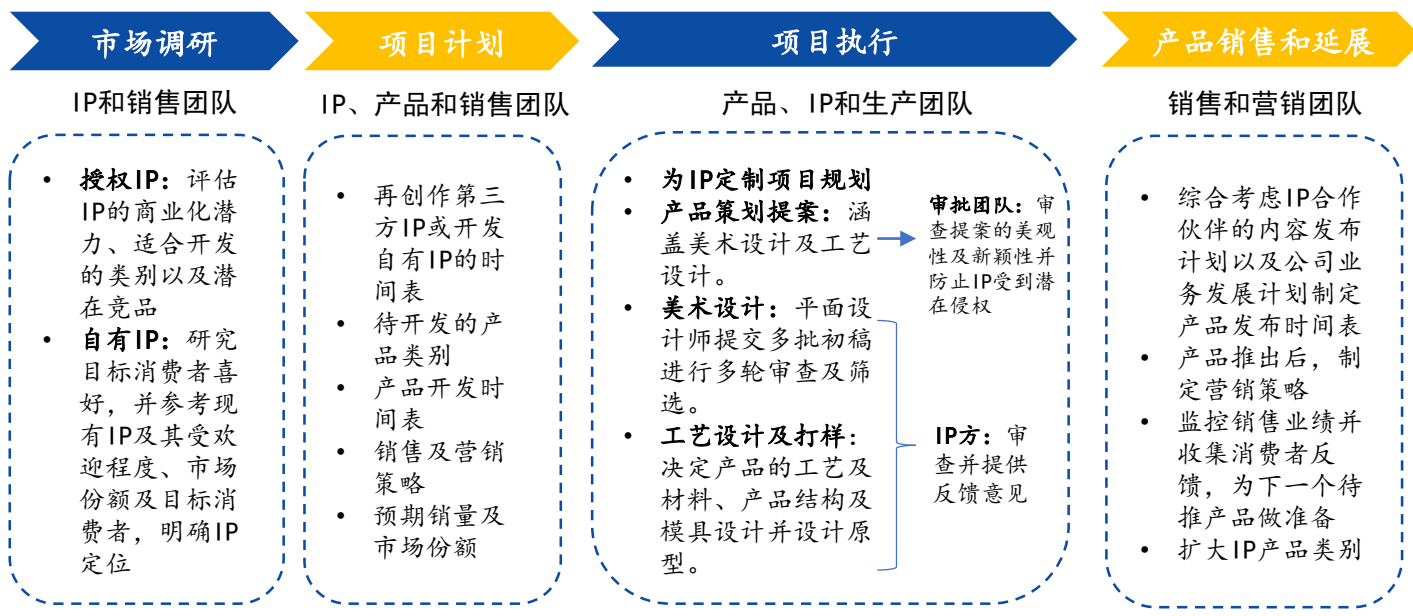 市场调研
IP和销售团队
• 授权IP：评估
IP的商业化潜
力、适合开发
的类别以及潜
在竞品
• 自有IP：研究
目标消费者喜
好，并参考现
有IP及其受欢
迎程度、市场
份额及目标消
费者，明确IP
定位
项目计划
IP、产品和销售团队
• 再创作第三
方IP或开发
自有IP的时
间表
• 待开发的产
品类别
• 产品开发时
间表
• 销售及营销
策略
• 预期销量及
市场份额
项目执行
产品、IP和生产团队
• 为IP定制项目规划
• 产品策划提案：涵
盖美术设计及工艺
设计。
• 美术设计：平面设
计师提交多批初稿
进行多轮审查及筛
选。
• 工艺设计及打样：
决定产品的工艺及
材料、产品结构及
模具设计并设计原
型。
审批团队：审
查提案的美观
性及新颖性并
防止IP受到潜
在侵权
IP方：审
查并提供
反馈意见
产品销售和延展
销售和营销团队
• 综合考虑IP合作
伙伴的内容发布
计划以及公司业
务发展计划制定
产品发布时间表
• 产品推出后，制
定营销策略
• 监控销售业绩并
收集消费者反
馈，为下一个待
推产品做准备
• 扩大IP产品类别